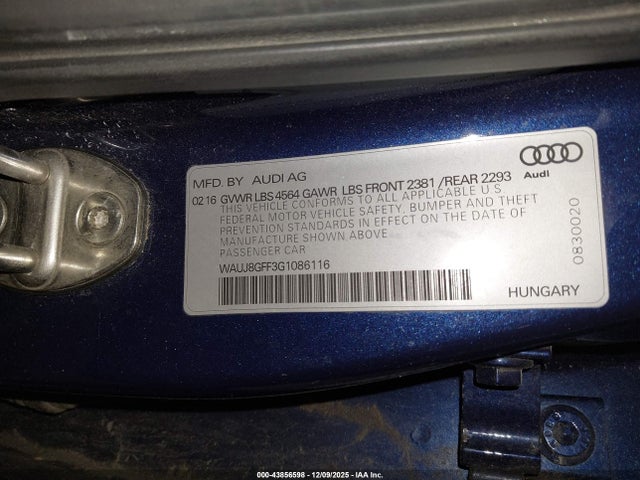 MFD. BY AUDI AG
02 16 GVWR LBS 4564 GAWR LBS FRONT 2381 / REAR 2293
THIS VEHICLE CONFORMS TO ALL APPLICABLE U.S.
FEDERAL MOTOR VEHICLE SAFETY, BUMPER AND THEFT
PREVENTION STANDARDS IN EFFECT ON THE DATE OF
MANUFACTURE SHOWN ABOVE
PASSENGER CAR
WAUJ8GFF3G1086116
Audi
0830020
HUNGARY
000-43856598 - 12/09/2025 - IAA Inc.